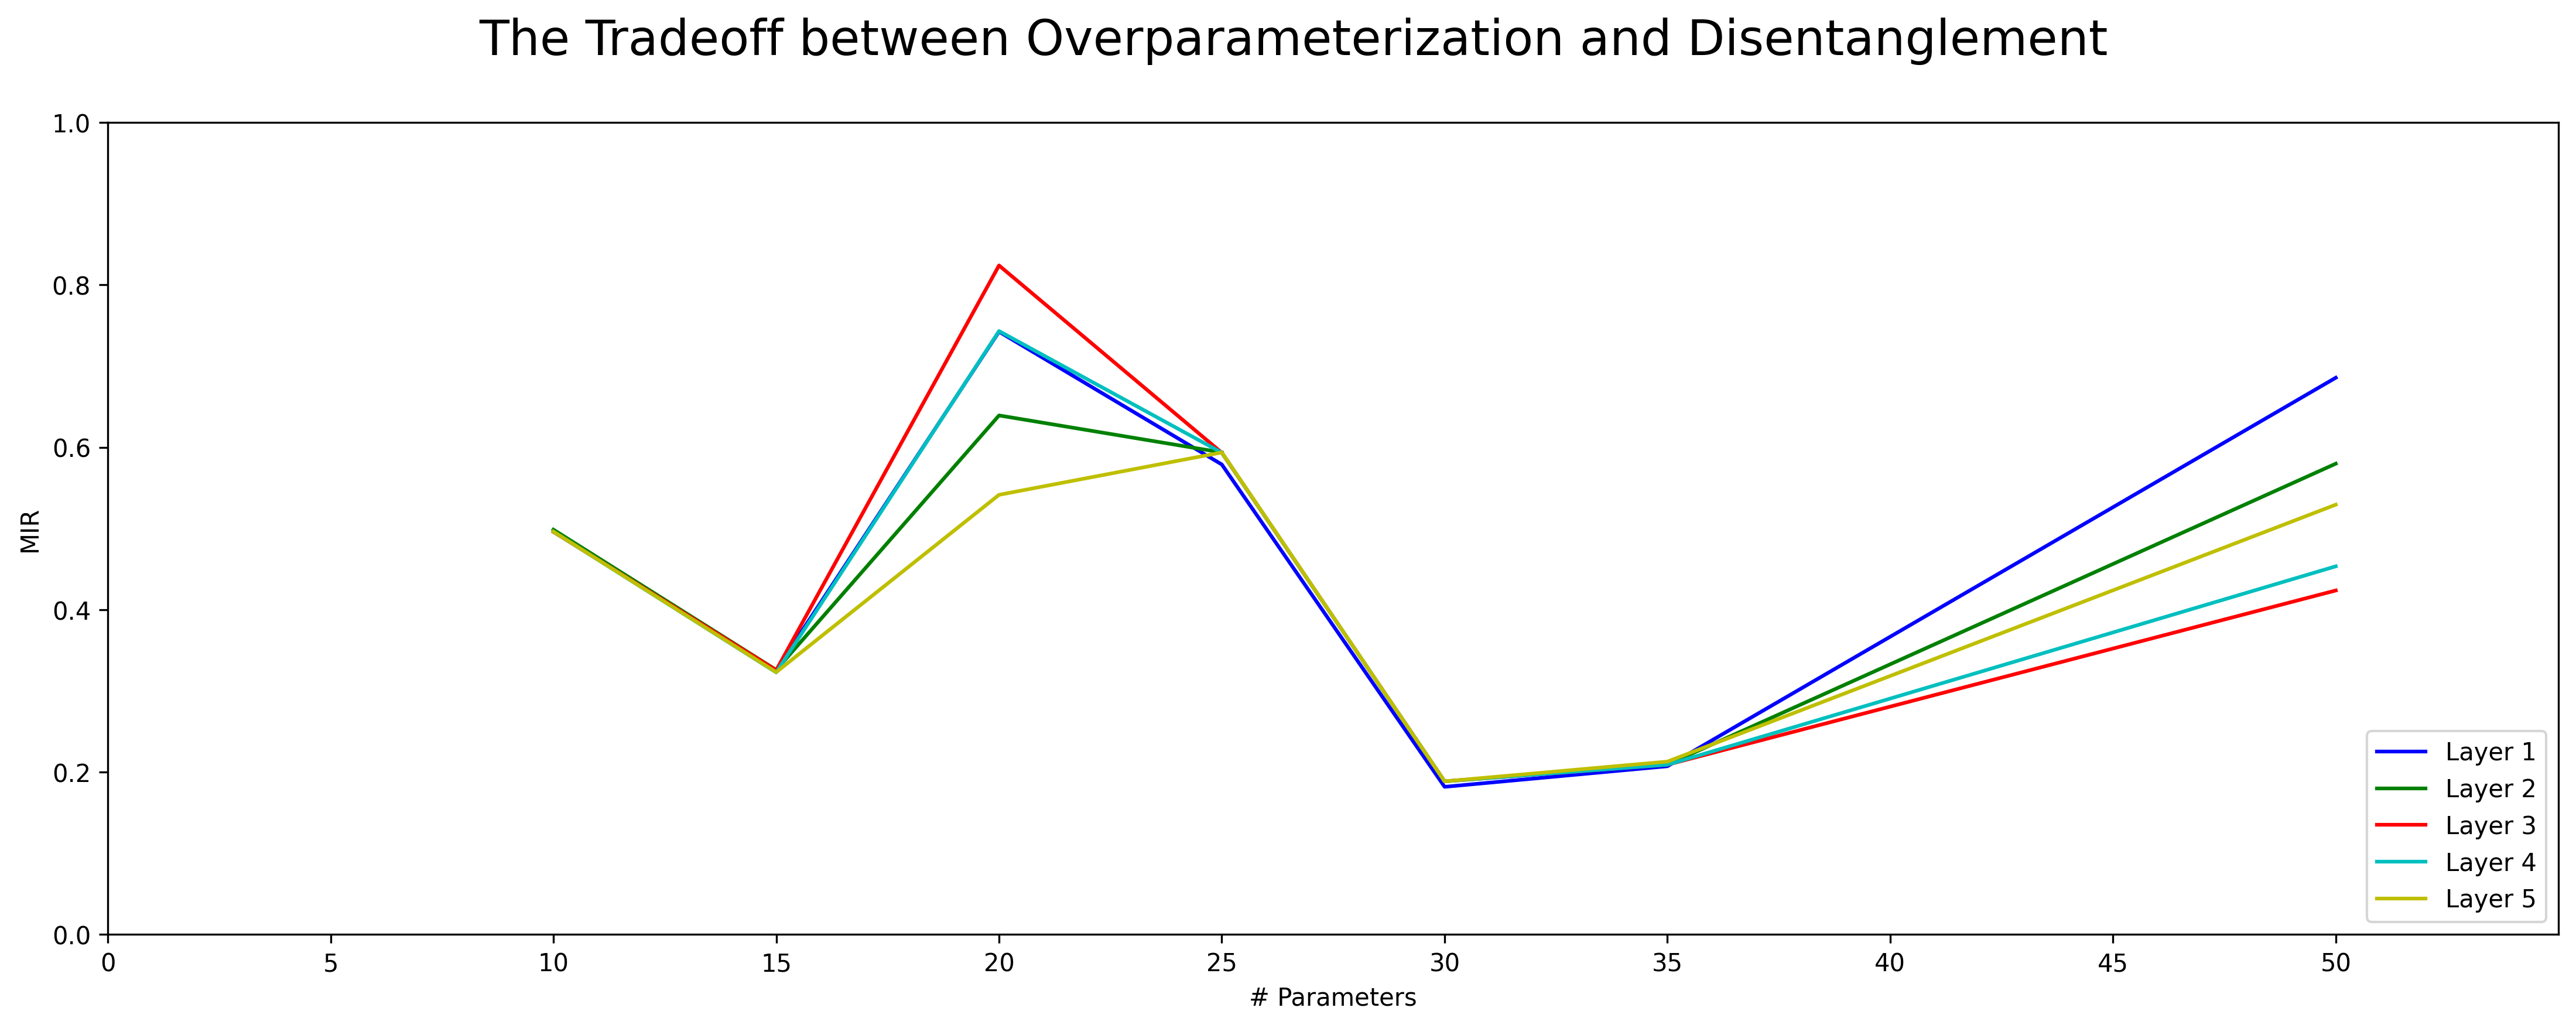 The Tradeoff between Overparameterization and Disentanglement
1.0
0.8
0.6
0.4
0.2
0.0
MIR
0 5 10 15 20 25 30 35 40 45 50
# Parameters
Layer 1
Layer 2
Layer 3
Layer 4
Layer 5